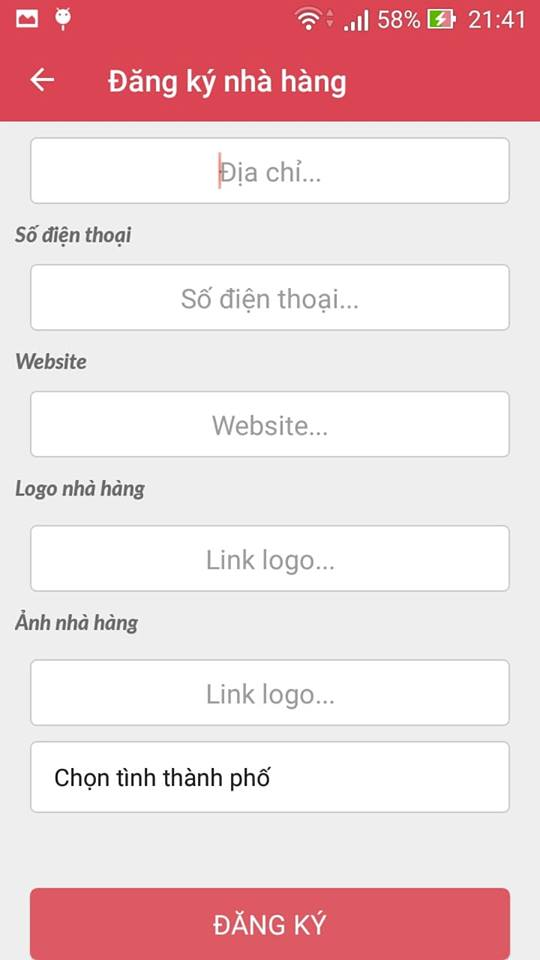 58% 21:41
Đăng ký nhà hàng
Địa chỉ...
Số điện thoại
Số điện thoại...
Website
Website...
Logo nhà hàng
Link logo...
Ảnh nhà hàng
Link logo...
Chọn tình thành phố
ĐĂNG KÝ